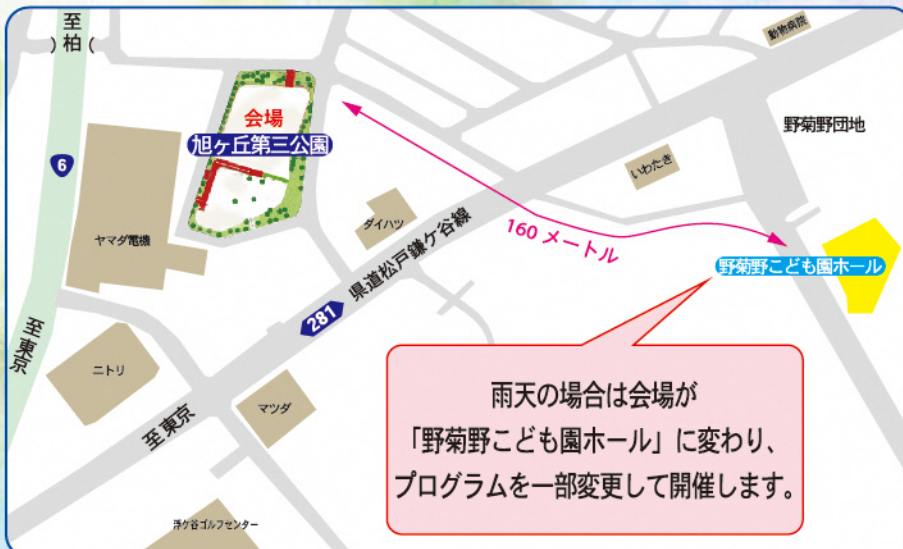 至柏
動物病院
会場
旭ヶ丘第三公園
野菊野団地
6
いわたき
ダイハツ
ヤマダ電機
160 メートル
県道松戸鎌ケ谷線
野菊野こども園ホール
281
至東京
ニトリ
マツダ
至東京
雨天の場合は会場が
「野菊野こども園ホール」に変わり、
プログラムを一部変更して開催します。
ゴルフセンター